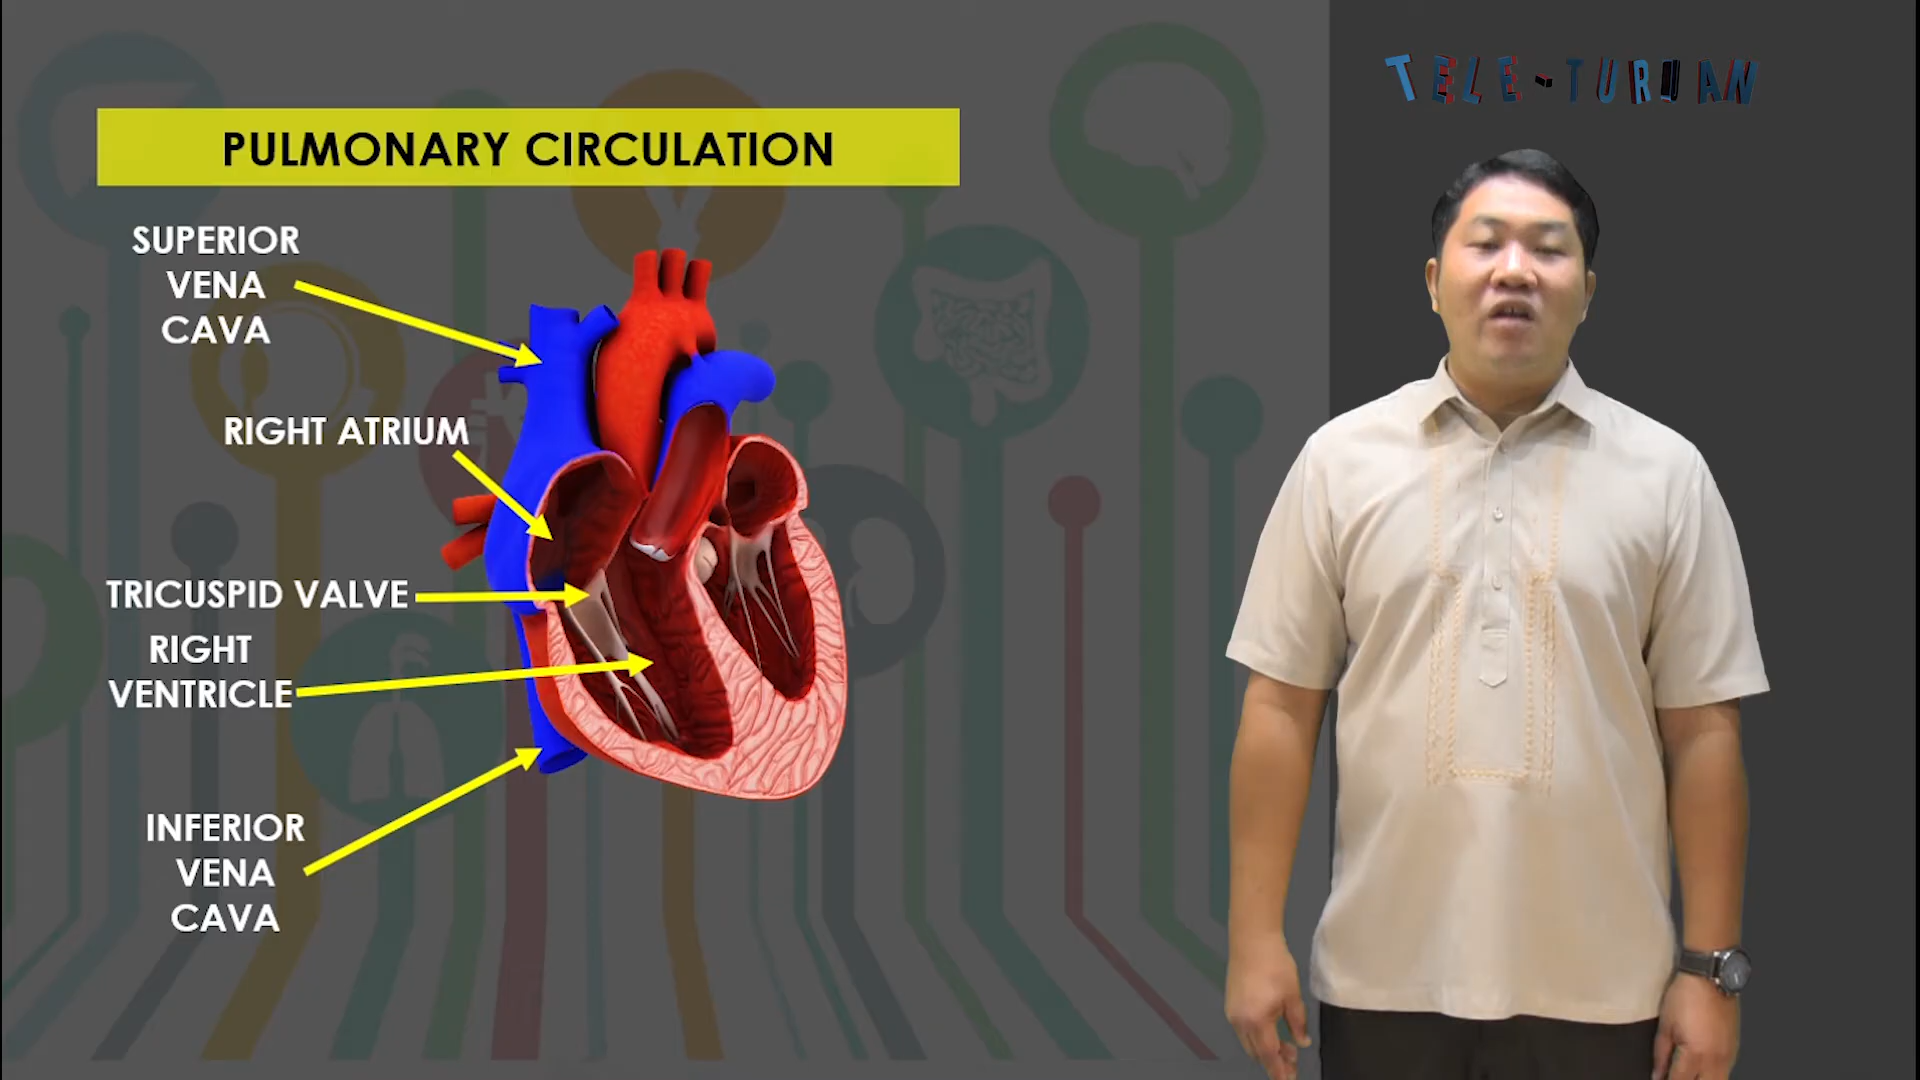 TELE-TURUAN
PULMONARY CIRCULATION
SUPERIOR
VENA
CAVA
RIGHT ATRIUM
TRICUSPID VALVE
RIGHT
VENTRICLE
INFERIOR
VENA
CAVA